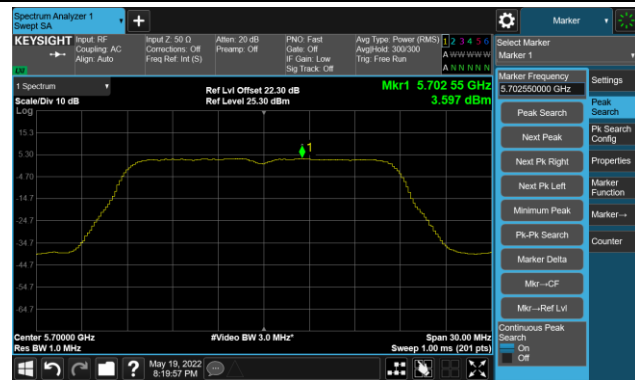 Spectrum Analyzer 1
Swept SA
Marker
KEYSIGHT
Input: RF
Coupling: AC
Align: Auto
Input Z: 50 Ω
Corrections: Off
Freq Ref: Int (S)
Atten: 20 dB
Preamp: Off
PNO: Fast
Gate: Off
IF Gain: Low
Sig Track: Off
Avg Type: Power (RMS)
Avg|Hold: 300/300
Trig: Free Run
1 2 3 4 5 6
A W W W W W
A N N N N N
LW
Select Marker
Marker 1
1 Spectrum
Scale/Div 10 dB
Log
Ref Lvl Offset 22.30 dB
Ref Level 25.30 dBm
Mkr1 5.702 55 GHz
3.597 dBm
15.3
5.30
-4.70
-14.7
-24.7
-34.7
-44.7
-54.7
-64.7
1
Center 5.70000 GHz
Res BW 1.0 MHz
#Video BW 3.0 MHz*
Span 30.00 MHz
Sweep 1.00 ms (201 pts)
Marker Frequency
5.702550000 GHz
Peak Search
Next Peak
Next Pk Right
Next Pk Left
Minimum Peak
Pk-Pk Search
Marker Delta
Mkr→CF
Mkr→Ref Lvl
Continuous Peak
Search
On
Off
Settings
Peak
Search
Pk Search
Config
Properties
Marker
Function
Marker→
Counter
May 19, 2022
8:19:57 PM